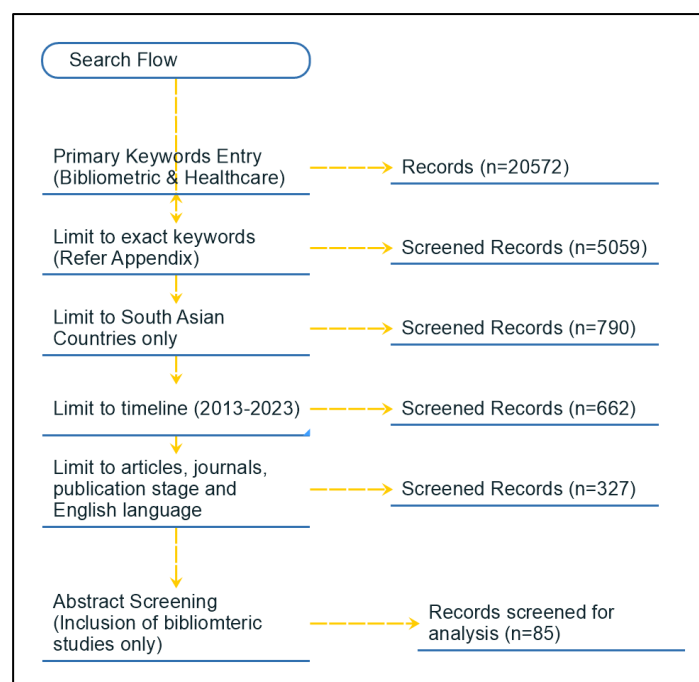 Search Flow
Primary Keywords Entry
(Bibliometric & Healthcare)
Records (n=20572)
Limit to exact keywords
(Refer Appendix)
Screened Records (n=5059)
Limit to South Asian
Countries only
Screened Records (n=790)
Limit to timeline (2013-2023)
Screened Records (n=662)
Limit to articles, journals,
publication stage and
English language
Screened Records (n=327)
Abstract Screening
(Inclusion of bibliomteric
studies only)
Records screened for
analysis (n=85)